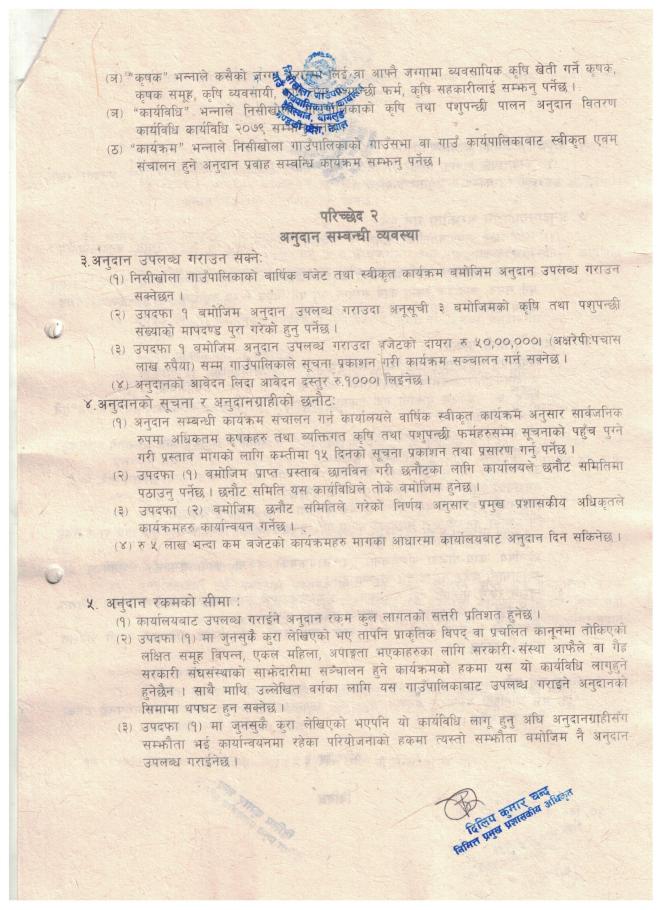 (ञ) "कृषक" भन्नाले कसैको जग्गा लिई वा आफ्नै जग्गामा व्यवसायिक कृषि खेती गर्ने कृषक,
कृषक समूह, कृषि व्यवसायी, फर्म, कृषि सहकारीलाई सम्झनु पर्नेछ ।
(ञ) "कार्यविधि" भन्नाले निसीखोला गाउँपालिकाको कृषि तथा पशुपन्छी पालन अनुदान वितरण
कार्यविधि कार्यविधि २०७९
(ठ) "कार्यक्रम" भन्नाले निसीखोला गाउँपालिकाको गाउँसभा वा गाउँ कार्यपालिकाबाट स्वीकृत एवम
संचालन हुने अनुदान प्रवाह सम्बन्धि कार्यक्रम सम्झनु पर्नेछ ।
परिच्छेद २
अनुदान सम्बन्धी व्यवस्था
३.अनुदान उपलब्ध गराउन सक्ने:
(१) निसीखोला गाउँपालिकाको वार्षिक बजेट तथा स्वीकृत कार्यक्रम बमोजिम अनुदान उपलब्ध गराउन
सक्नेछन ।
(२) उपदफा १ बमोजिम अनुदान उपलब्ध गराउदा अनूसूची ३ बमोजिमको कृषि तथा पशुपन्छी
संख्याको मापदण्ड पुरा गरेको हुनु पर्नेछ ।
(३) उपदफा १ बमोजिम अनुदान उपलब्ध गराउदा बजेटको दायरा रु ५०,००,०००। (अक्षरेपी:पचास
लाख रुपैया) सम्म गाउँपालिकाले सूचना प्रकाशन गरी कार्यक्रम सञ्चालन गर्न सक्नेछ ।
(४) अनुदानको आवेदन लिदा आवेदन दस्तुर रु.१०००। लिइनेछ ।
४.अनुदानको सूचना र अनुदानग्राहीको छनौट:
(१) अनुदान सम्बन्धी कार्यक्रम संचालन गर्न कार्यालयले वार्षिक स्वीकृत कार्यक्रम अनुसार सार्वजनिक
रुपमा अधिकतम कृषकहरु तथा व्यक्तिगत कृषि तथा पशुपन्छी फर्महरुसम्म सूचनाको पहुँच पुग्ने
गरी प्रस्ताव मागको लागि कम्तीमा १५ दिनको सूचना प्रकाशन तथा प्रसारण गर्नु पर्नेछ ।
(२) उपदफा (१) बमोजिम प्राप्त प्रस्ताव छानविन गरी छनौटका लागि कार्यालयले छनौट समितिमा
पठाउनु पर्नेछ । छनौट समिति यस कार्यविधिले तोके बमोजिम हुनेछ ।
(३) उपदफा (२) बमोजिम छनौट समितिले गरेको निर्णय अनुसार प्रमुख प्रशासकीय अधिकृतले
कार्यक्रमहरु कार्यान्वयन गर्नेछ ।
(४) रु ५ लाख भन्दा कम बजेटको कार्यक्रमहरु मागका आधारमा कार्यालयबाट अनुदान दिन सकिनेछ ।
५. अनुदान रकमको सीमा :
(१) कार्यालयबाट उपलब्ध गराईने अनुदान रकम कूल लागतको सत्तरी प्रतिशत हुनेछ ।
(२) उपदफा (१) मा जुनसुकै कुरा लेखिएको भए तापनि प्राकृतिक विपद् वा प्रचलित कानूनमा तोकिएको
लक्षित समूह विपन्न, एकल महिला, अपाङ्गता भएकाहरुका लागि सरकारी संस्था आफैले वा गैह्र
सरकारी संघसंस्थाको साझेदारीमा सञ्चालन हुने कार्यक्रमको हकमा यस यो कार्यविधि लागुहुने
हुनेछैन । साथै माथि उल्लेखित वर्गका लागि यस गाउँपालिकाबाट उपलब्ध गराइने अनुदानको
सिमामा थपघट हुन सक्नेछ ।
(३) उपदफा (१) मा जुनसुकै कुरा लेखिएको भएपनि यो कार्यविधि लागू हुनु अघि अनुदानग्राहीसँग
सम्झौता भई कार्यान्वयनमा रहेका परियोजनाको हकमा त्यस्तो सम्झौता बमोजिम नै अनुदान
उपलब्ध गराईनेछ ।
दिलिप कुमार चन्द
निमित्त प्रमुख प्रशासकीय अधिकृत